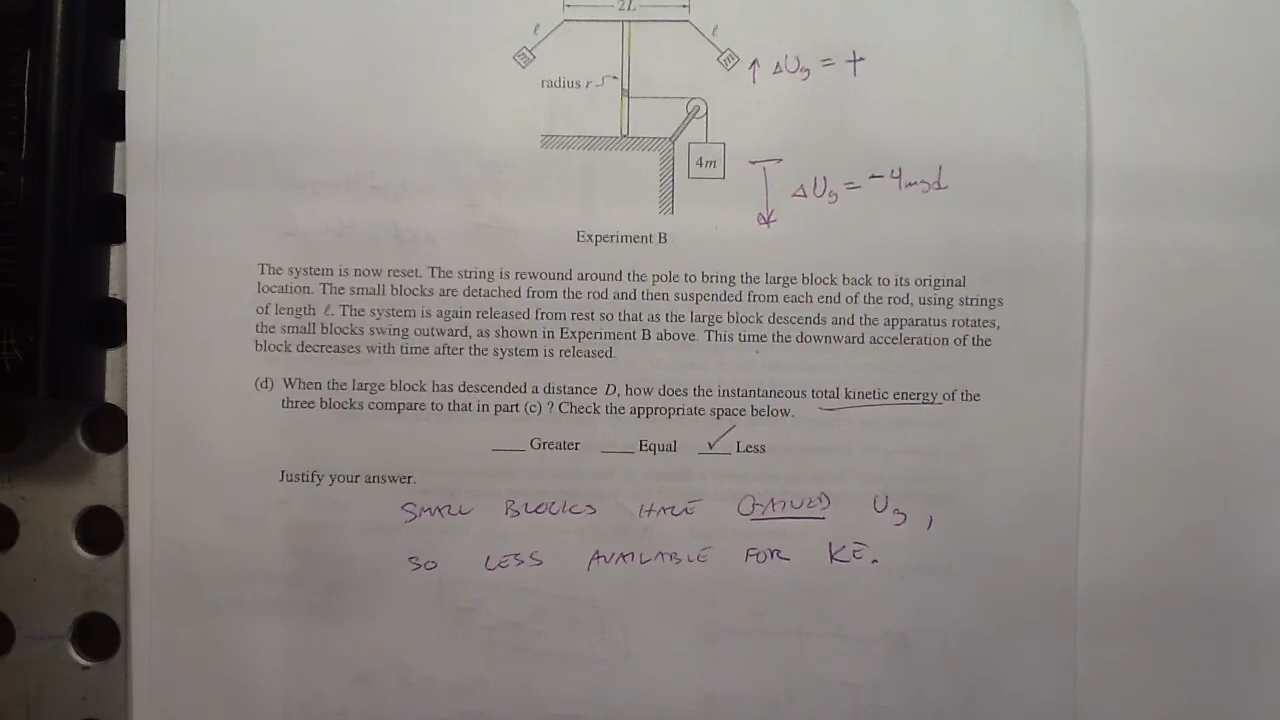 2L
ℓ ℓ
m m
↑ ΔUg = +
radius r
4m
ΔUg = -4mgd
Experiment B
The system is now reset. The string is rewound around the pole to bring the large block back to its original
location. The small blocks are detached from the rod and then suspended from each end of the rod, using strings
of length ℓ. The system is again released from rest so that as the large block descends and the apparatus rotates,
the small blocks swing outward, as shown in Experiment B above. This time the downward acceleration of the
block decreases with time after the system is released.
(d) When the large block has descended a distance D, how does the instantaneous total kinetic energy of the
three blocks compare to that in part (c) ? Check the appropriate space below.
____ Greater ____ Equal _✓_ Less
Justify your answer.
SMALL BLOCKS HAVE GAINED Ug,
SO LESS AVAILABLE FOR KE.